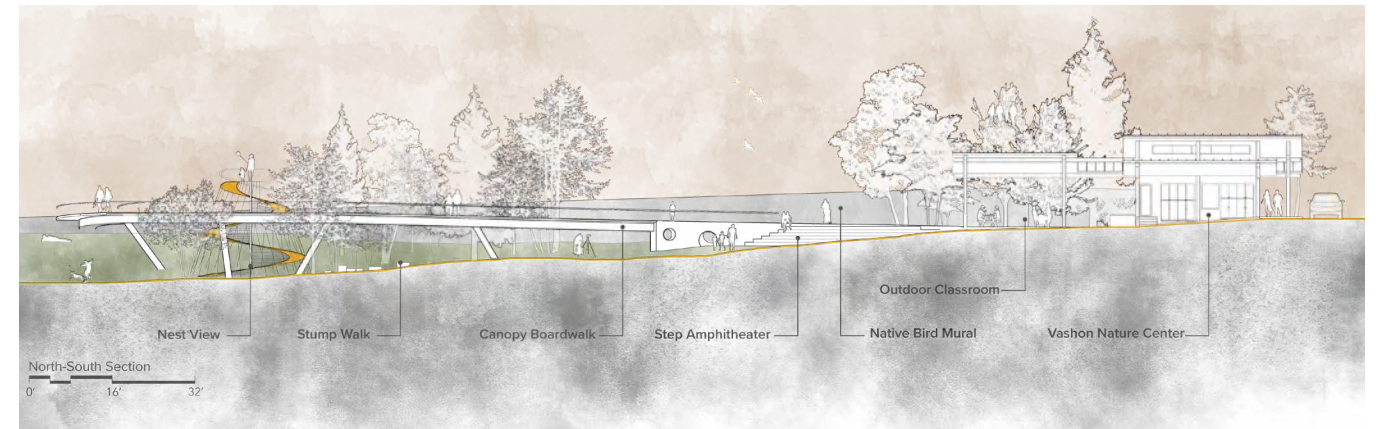 Outdoor Classroom
Nest View
Stump Walk
Canopy Boardwalk
Step Amphitheater
Native Bird Mural
Vashon Nature Center
North-South Section
0' 16' 32'